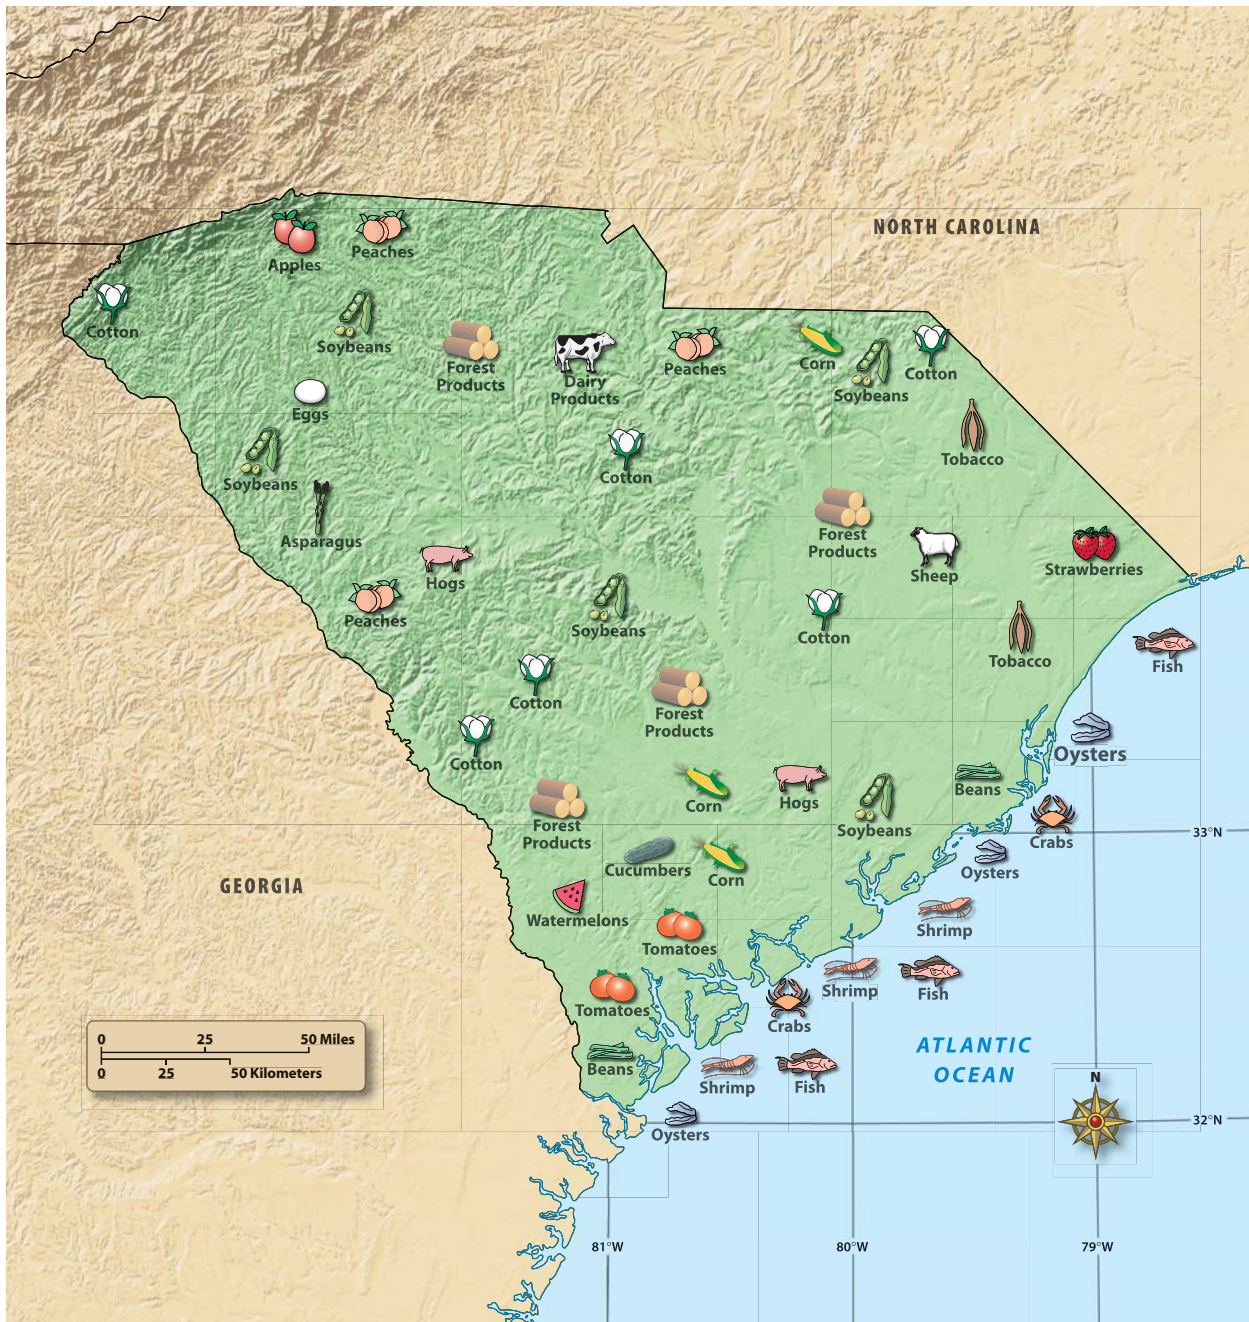 NORTH CAROLINA
Apples
Peaches
Cotton
Soybeans
Forest
Products
Dairy
Products
Peaches
Corn
Soybeans
Cotton
Eggs
Soybeans
Cotton
Tobacco
Asparagus
Hogs
Forest
Products
Sheep
Strawberries
Peaches
Soybeans
Cotton
Tobacco
Fish
Cotton
Forest
Products
Cotton
Oysters
Forest
Products
Corn
Hogs
Soybeans
Beans
Crabs
33°N
Cucumbers
Corn
Oysters
GEORGIA
Watermelons
Tomatoes
Shrimp
Tomatoes
Shrimp
Fish
Crabs
0 25 50 Miles
0 25 50 Kilometers
ATLANTIC
OCEAN
Beans
Shrimp
Fish
N
Oysters
32°N
81°W
80°W
79°W